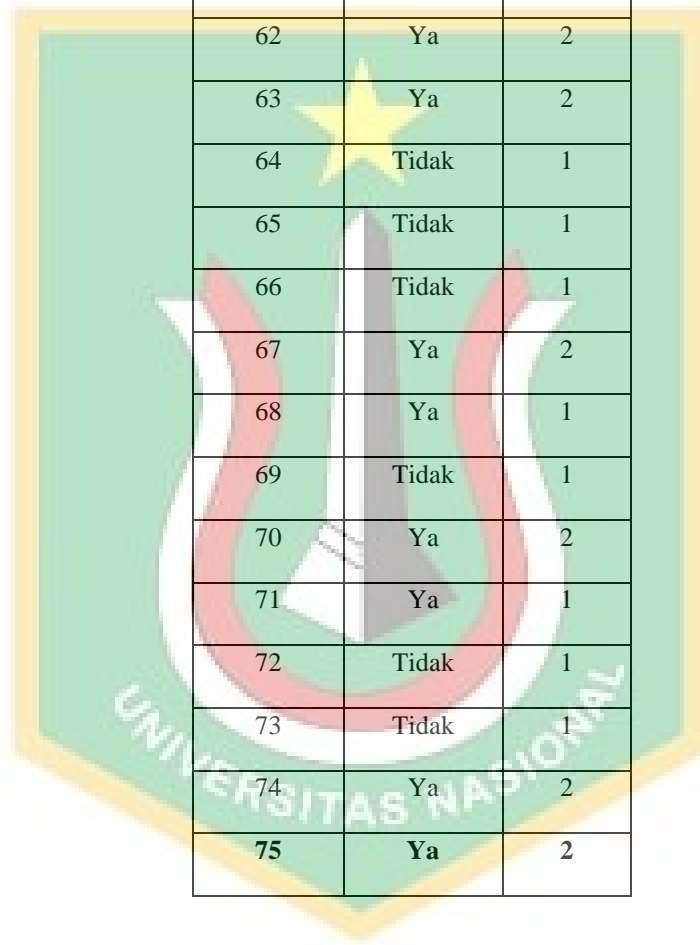 62 Ya 2
63 Ya 2
64 Tidak 1
65 Tidak 1
66 Tidak 1
67 Ya 2
68 Ya 1
69 Tidak 1
70 Ya 2
71 Ya 1
72 Tidak 1
73 Tidak 1
74 Ya 2
75 Ya 2
UNIVERSITAS NASIONAL